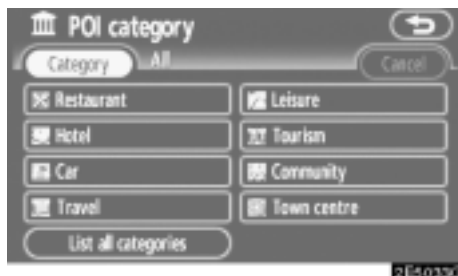 POI category
Category All Cancel
Restaurant Leisure
Hotel Tourism
Car Community
Travel Town centre
List all categories